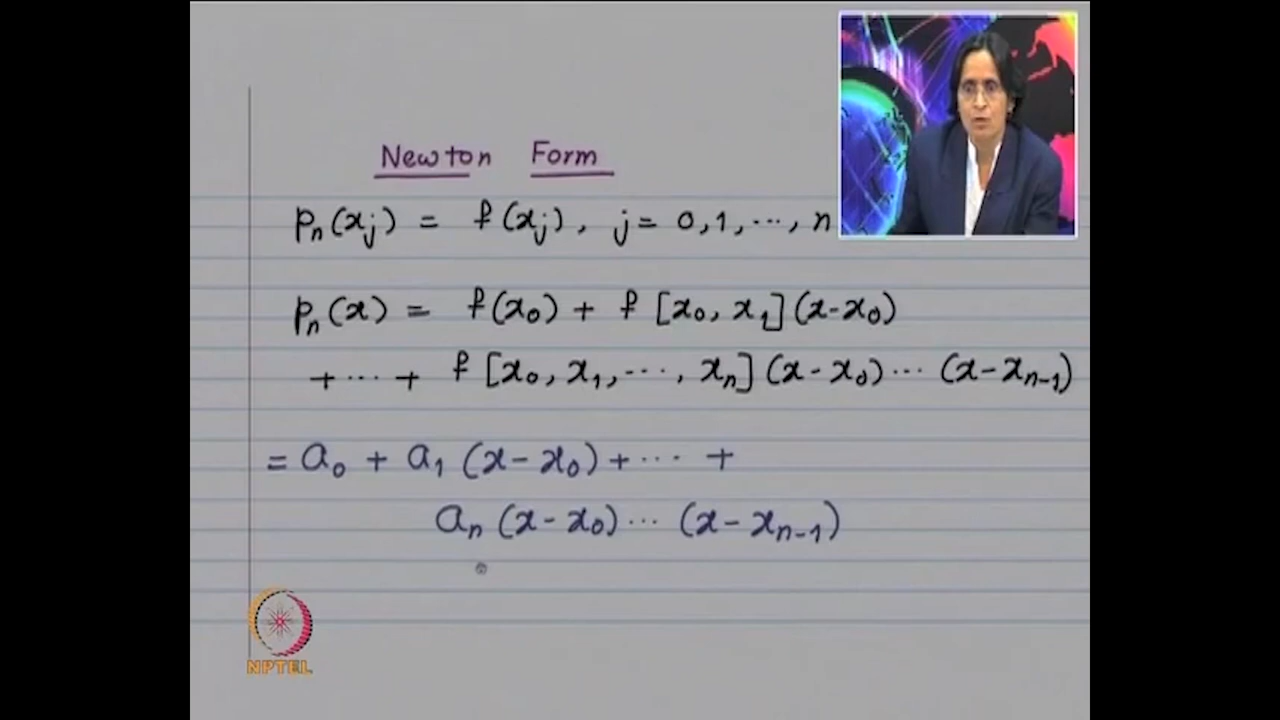 Newton Form
pₙ(xⱼ) = f(xⱼ), j = 0, 1, ..., n
pₙ(x) = f(x₀) + f[x₀, x₁](x-x₀)
+ ... + f[x₀, x₁, ..., xₙ](x-x₀)...(x-xₙ₋₁)
= a₀ + a₁(x-x₀) + ... +
aₙ(x-x₀)...(x-xₙ₋₁)
NPTEL